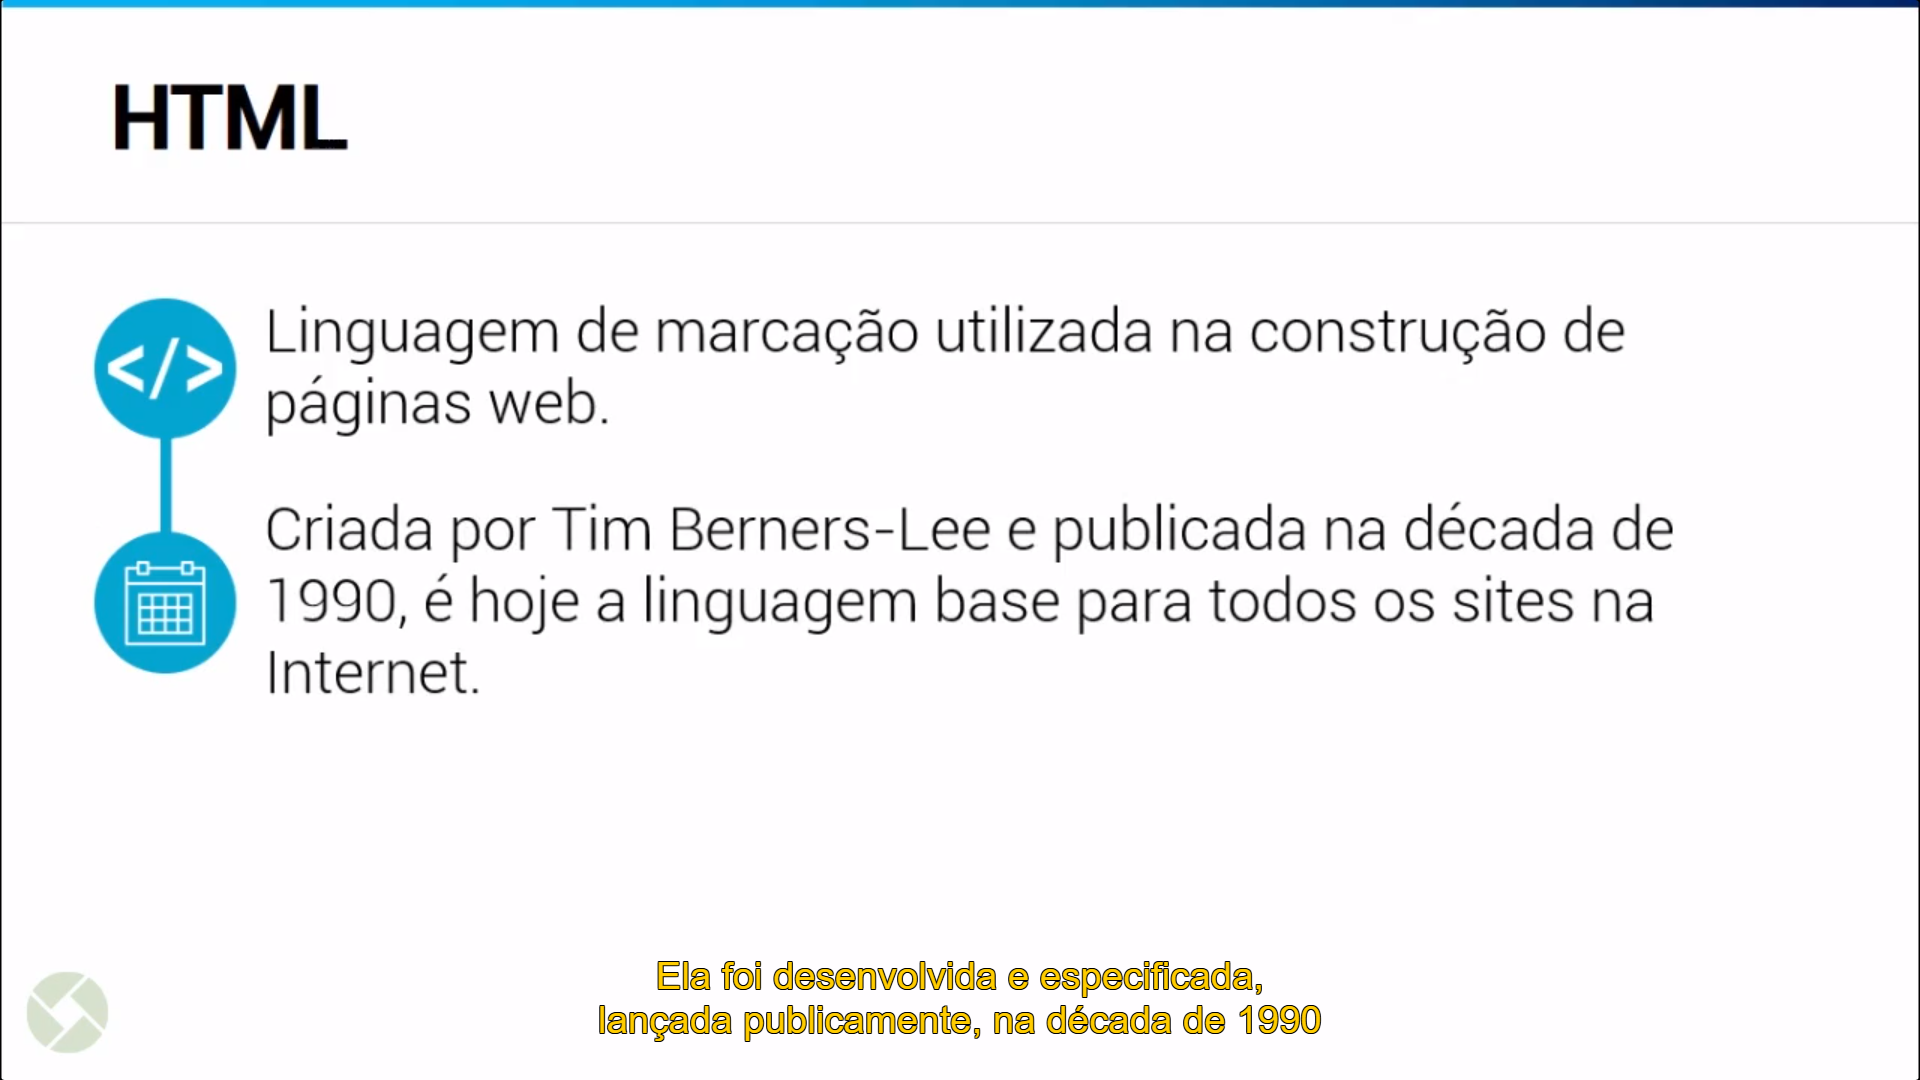 HTML
</>
Linguagem de marcação utilizada na construção de
páginas web.
Criada por Tim Berners-Lee e publicada na década de
1990, é hoje a linguagem base para todos os sites na
Internet.
Ela foi desenvolvida e especificada,
lançada publicamente, na década de 1990